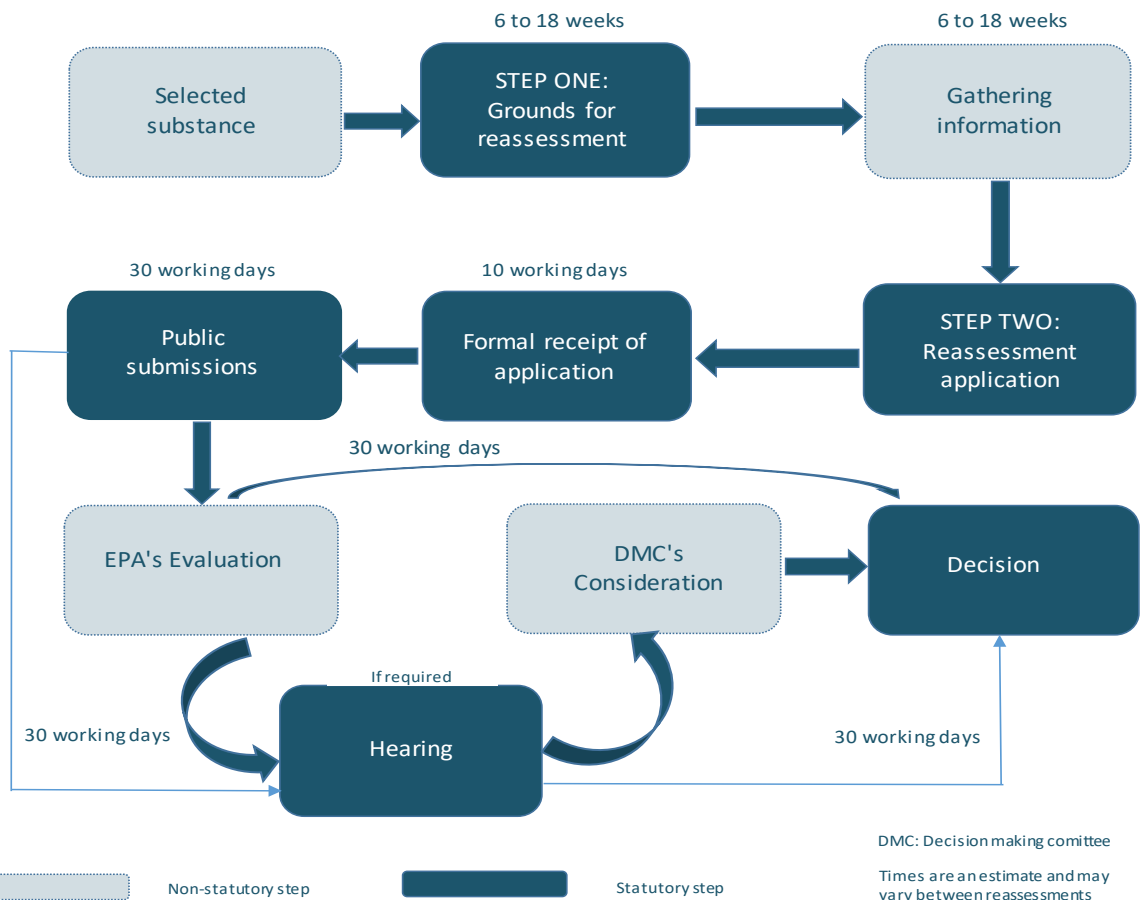 6 to 18 weeks
6 to 18 weeks
Selected
substance
STEP ONE:
Grounds for
reassessment
Gathering
information
30 working days
10 working days
Public
submissions
Formal receipt of
application
STEP TWO:
Reassessment
application
30 working days
EPA's Evaluation
DMC's
Consideration
Decision
If required
30 working days
Hearing
30 working days
DMC: Decision making comittee
Non-statutory step
Statutory step
Times are an estimate and may
vary between reassessments